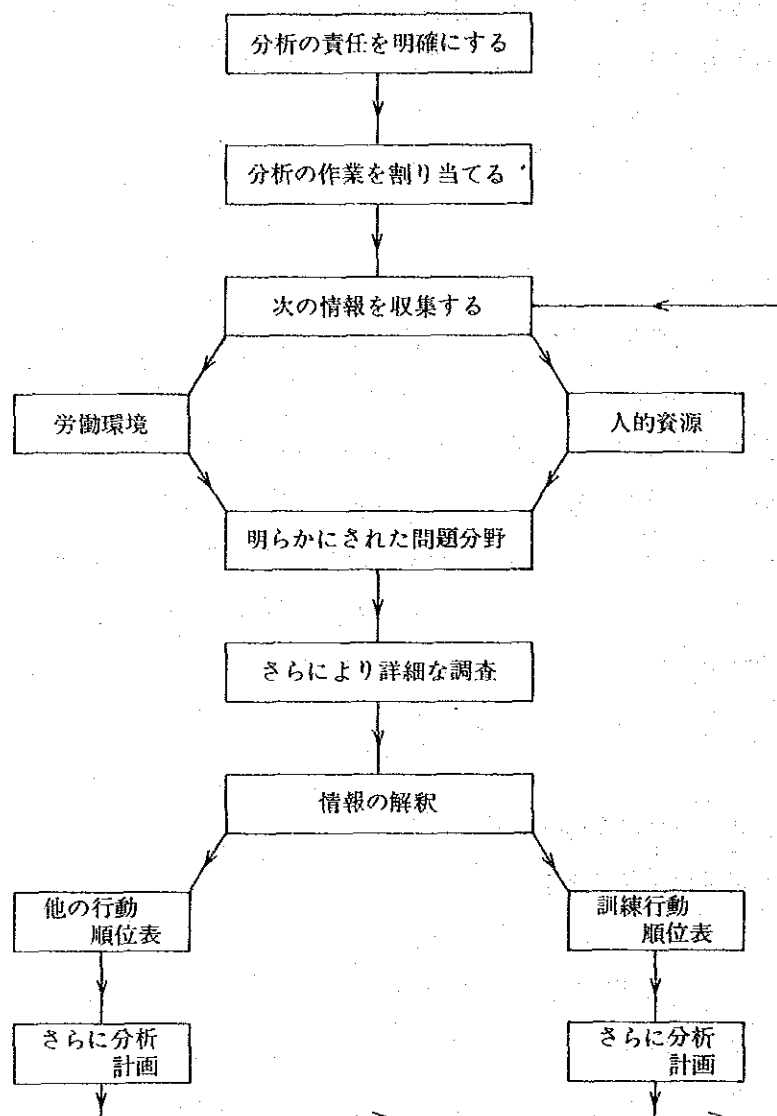 分析の責任を明確にする
分析の作業を割り当てる
次の情報を収集する
労働環境
人的資源
明らかにされた問題分野
さらにより詳細な調査
情報の解釈
他の行動
順位表
訓練行動
順位表
さらに分析
計画
さらに分析
計画